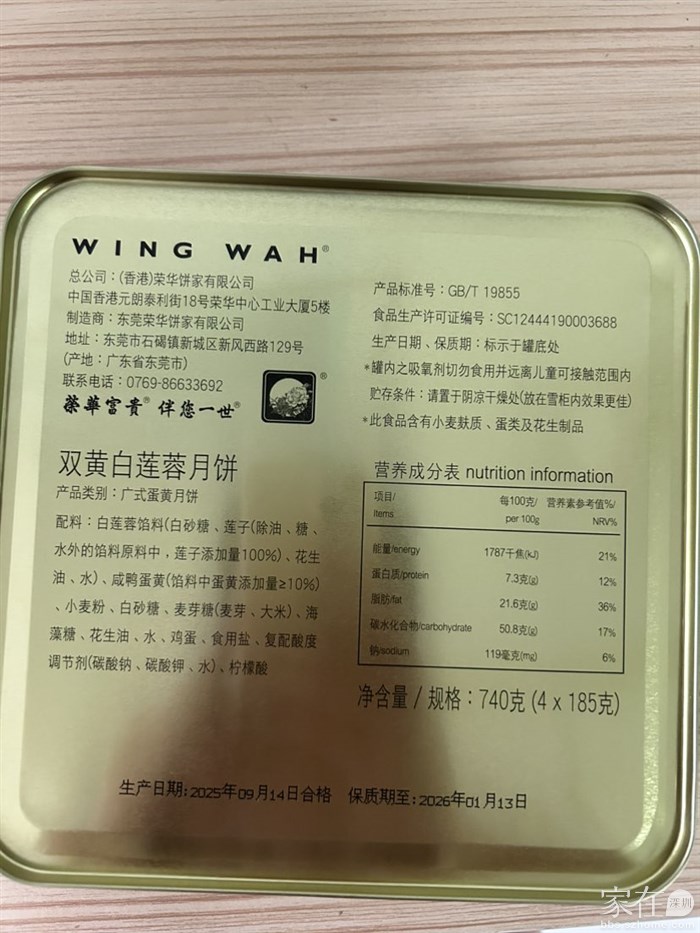 WING WAH®
总公司：(香港)荣华饼家有限公司
中国香港元朗泰利街18号荣华中心工业大厦5楼
制造商：东莞荣华饼家有限公司
地址：东莞市石碣镇新城区新风西路129号
(产地：广东省东莞市)
联系电话：0769-86633692
荣華富贵® 伴您一世®
®
双黄白莲蓉月饼
产品类别：广式蛋黄月饼
配料：白莲蓉馅料(白砂糖、莲子(除油、糖、
水外的馅料原料中，莲子添加量100%)、花生
油、水)、咸鸭蛋黄(馅料中蛋黄添加量≥10%)
、小麦粉、白砂糖、麦芽糖(麦芽、大米)、海
藻糖、花生油、水、鸡蛋、食用盐、复配酸度
调节剂(碳酸钠、碳酸钾、水)、柠檬酸
产品标准号：GB/T 19855
食品生产许可证编号：SC12444190003688
生产日期、保质期：标示于罐底处
*罐内之吸氧剂切勿食用并远离儿童可接触范围内
贮存条件：请置于阴凉干燥处(放在雪柜内效果更佳)
*此食品含有小麦麸质、蛋类及花生制品
营养成分表 nutrition information
项目/ 每100克/ 营养素参考值%/
items per 100g NRV%
能量/energy 1787千焦(kJ) 21%
蛋白质/protein 7.3克(g) 12%
脂肪/fat 21.6克(g) 36%
碳水化合物/carbohydrate 50.8克(g) 17%
钠/sodium 119毫克(mg) 6%
净含量 / 规格：740克 (4 x 185克)
生产日期:2025年09月14日合格 保质期至:2026年01月13日
家在深圳